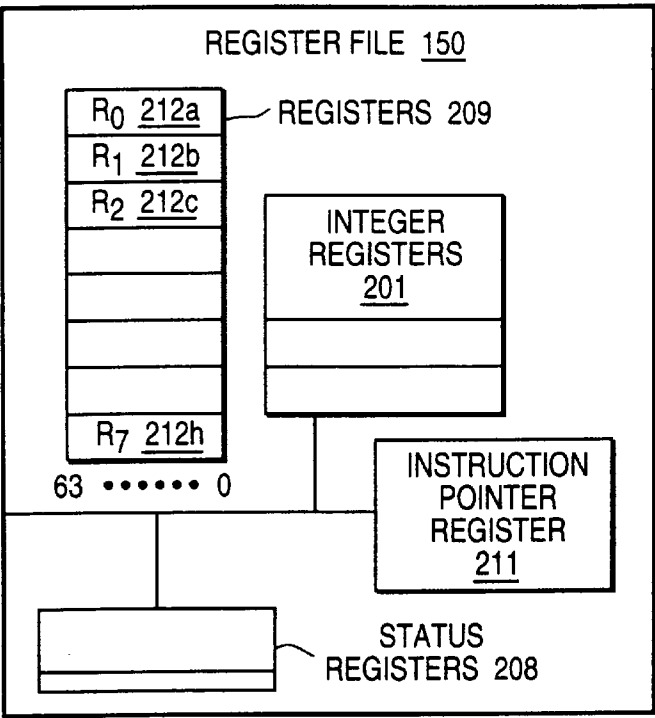 REGISTER FILE 150
R0 212a
R1 212b
R2 212c
R7 212h
63 •••••• 0
REGISTERS 209
INTEGER
REGISTERS
201
INSTRUCTION
POINTER
REGISTER
211
STATUS
REGISTERS 208